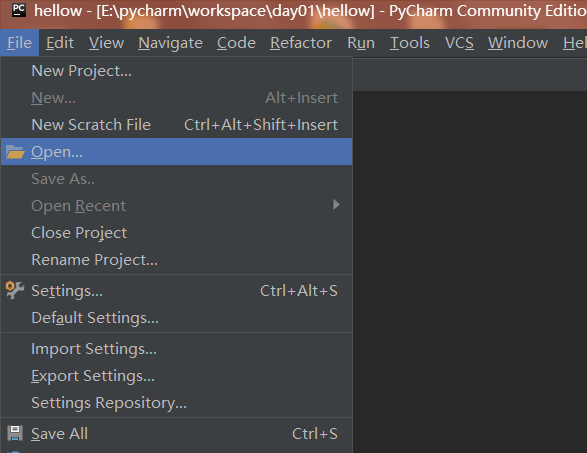 PC hellow - [E:\pycharm\workspace\day01\hellow] - PyCharm Community Editio
File Edit View Navigate Code Refactor Run Tools VCS Window Hel
New Project...
New... Alt+Insert
New Scratch File Ctrl+Alt+Shift+Insert
Open...
Save As..
Open Recent
Close Project
Rename Project...
Settings... Ctrl+Alt+S
Default Settings...
Import Settings...
Export Settings...
Settings Repository...
Save All Ctrl+S